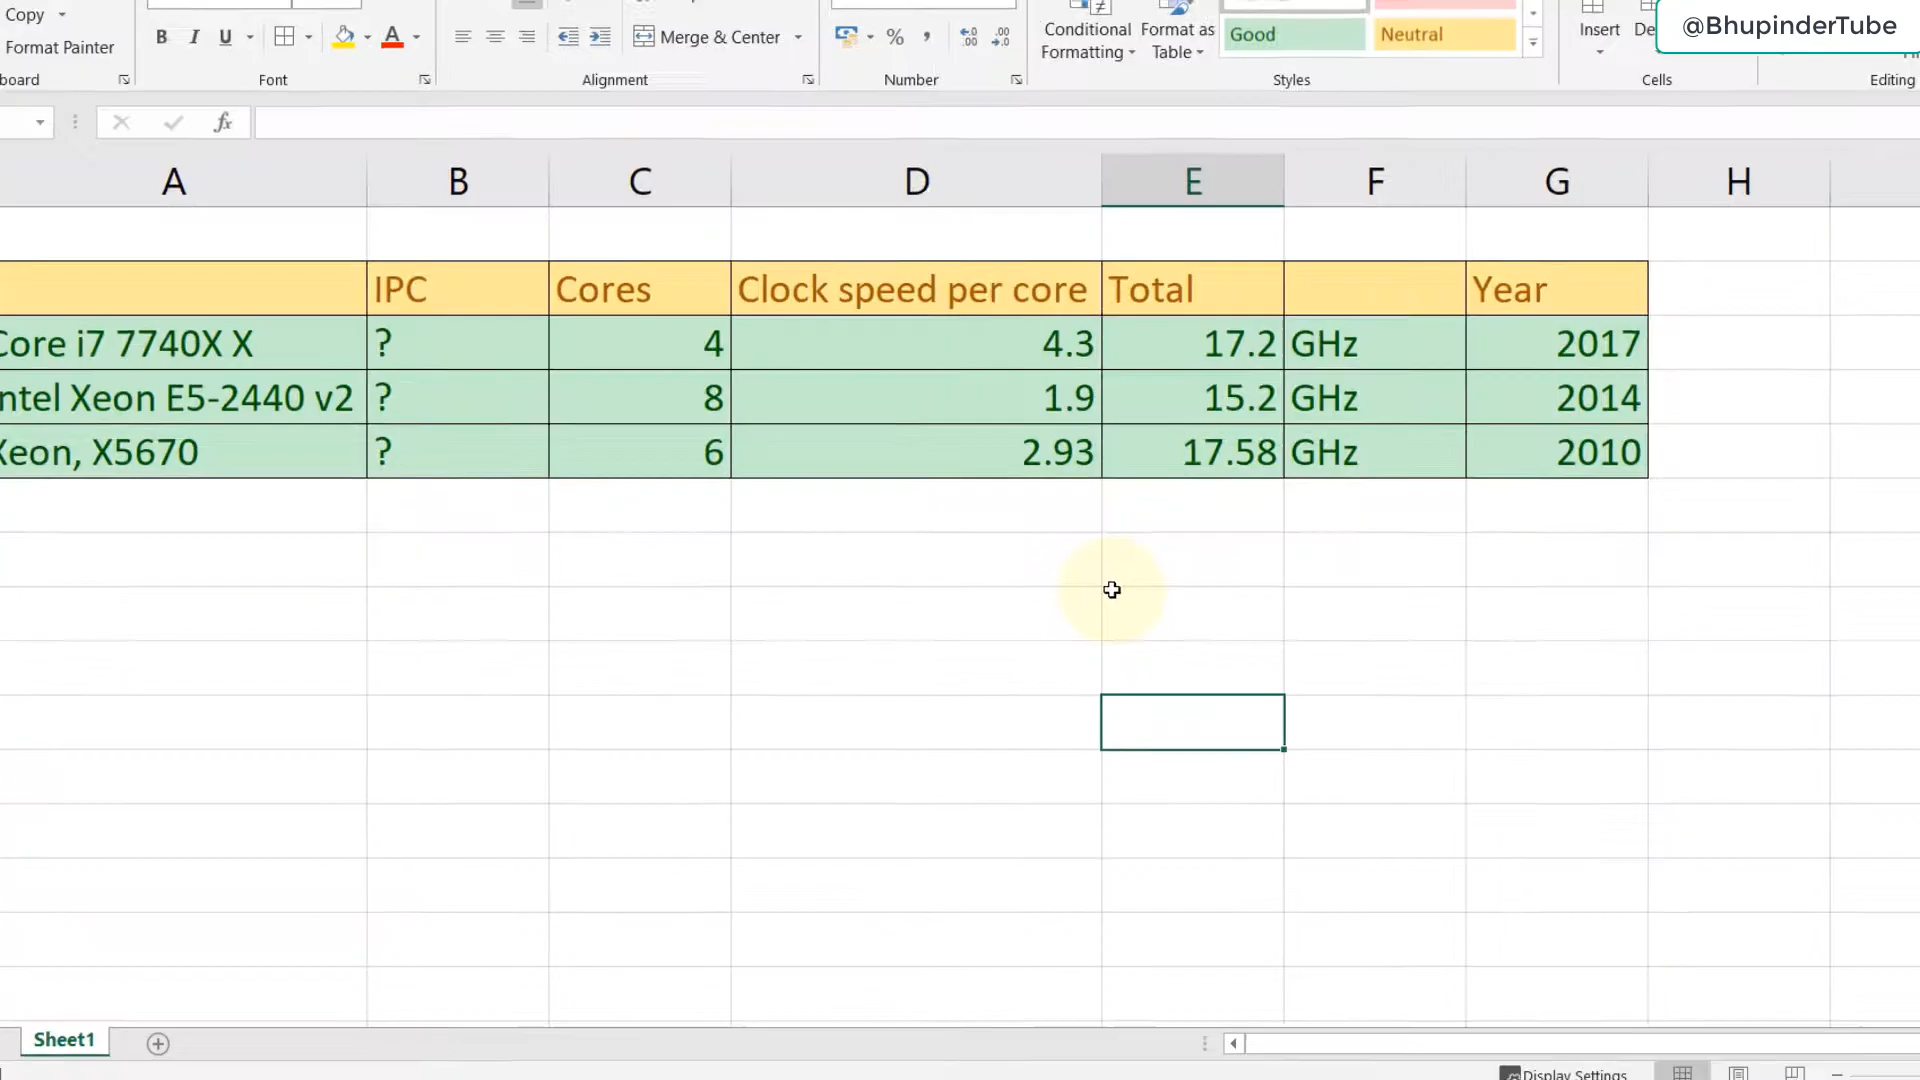 @BhupinderTube
Copy
Format Painter
B I U A
Merge & Center
%
Conditional
Formatting
Format as
Table
Good
Neutral
Insert
De
board
Font
Alignment
Number
Styles
Cells
Editing
fx
A B C D E F G H
IPC Cores Clock speed per core Total Year
Core i7 7740X X ? 4 4.3 17.2 GHz 2017
ntel Xeon E5-2440 v2 ? 8 1.9 15.2 GHz 2014
Xeon, X5670 ? 6 2.93 17.58 GHz 2010
Sheet1
Display Settings